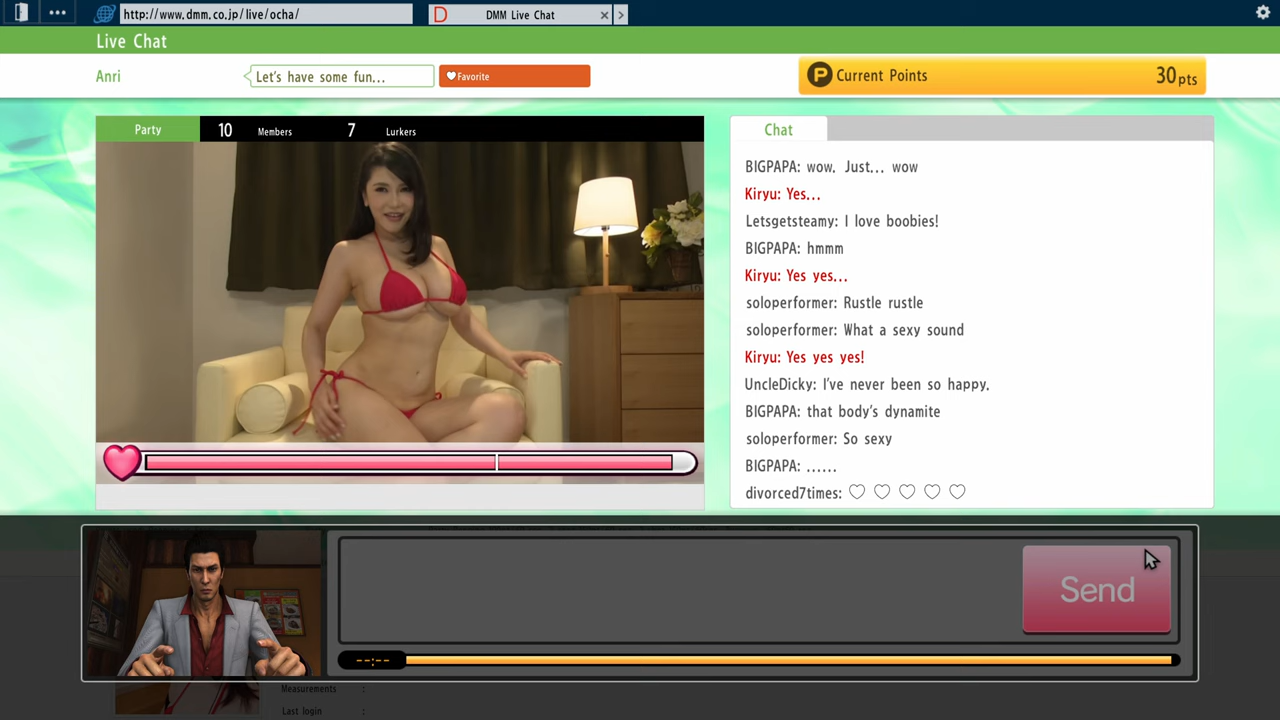 http://www.dmm.co.jp/live/ocha/
D DMM Live Chat
Live Chat
Anri
Let's have some fun...
Favorite
P Current Points 30pts
Party 10 Members 7 Lurkers
Chat
BIGPAPA: wow. Just... wow
Kiryu: Yes...
Letsgetsteamy: I love boobies!
BIGPAPA: hmmm
Kiryu: Yes yes...
soloperformer: Rustle rustle
soloperformer: What a sexy sound
Kiryu: Yes yes yes!
UncleDicky: I've never been so happy.
BIGPAPA: that body's dynamite
soloperformer: So sexy
BIGPAPA: ......
divorced7times: ♡ ♡ ♡ ♡ ♡
Send
--:--
Measurements :
Last login :